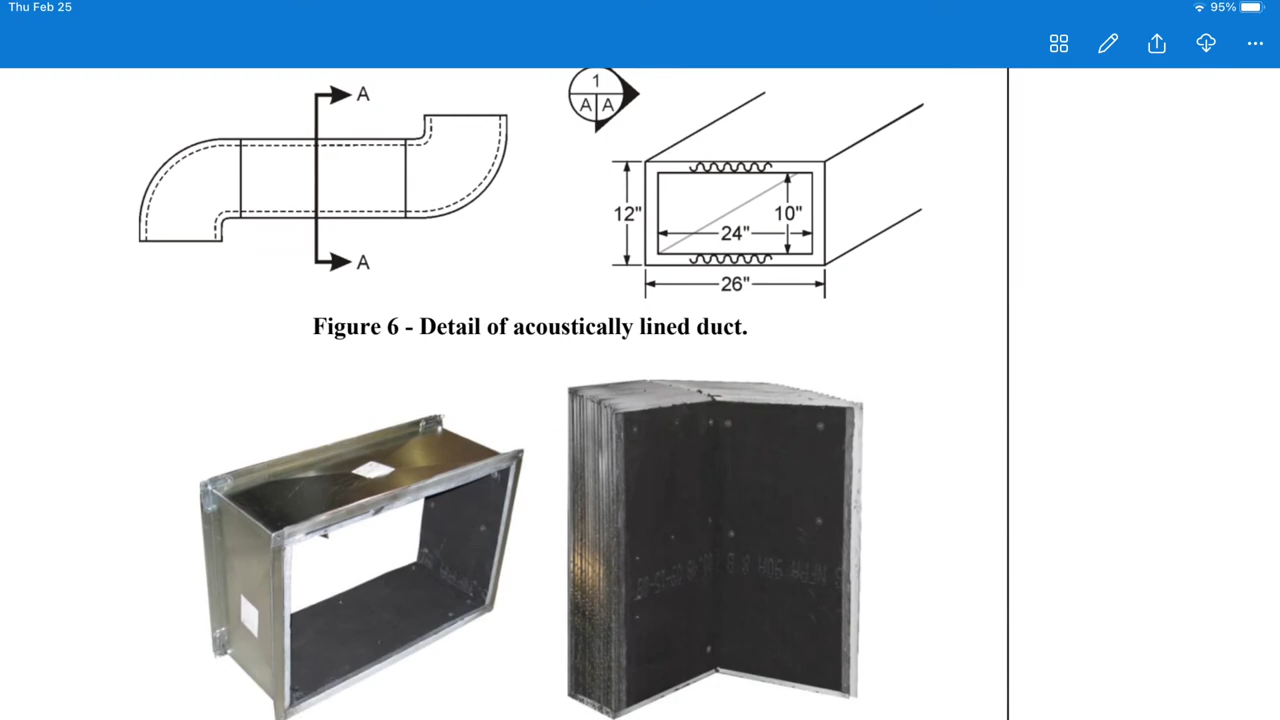 Thu Feb 25
95%
A
A
1
A A
12"
10"
24"
26"
Figure 6 - Detail of acoustically lined duct.